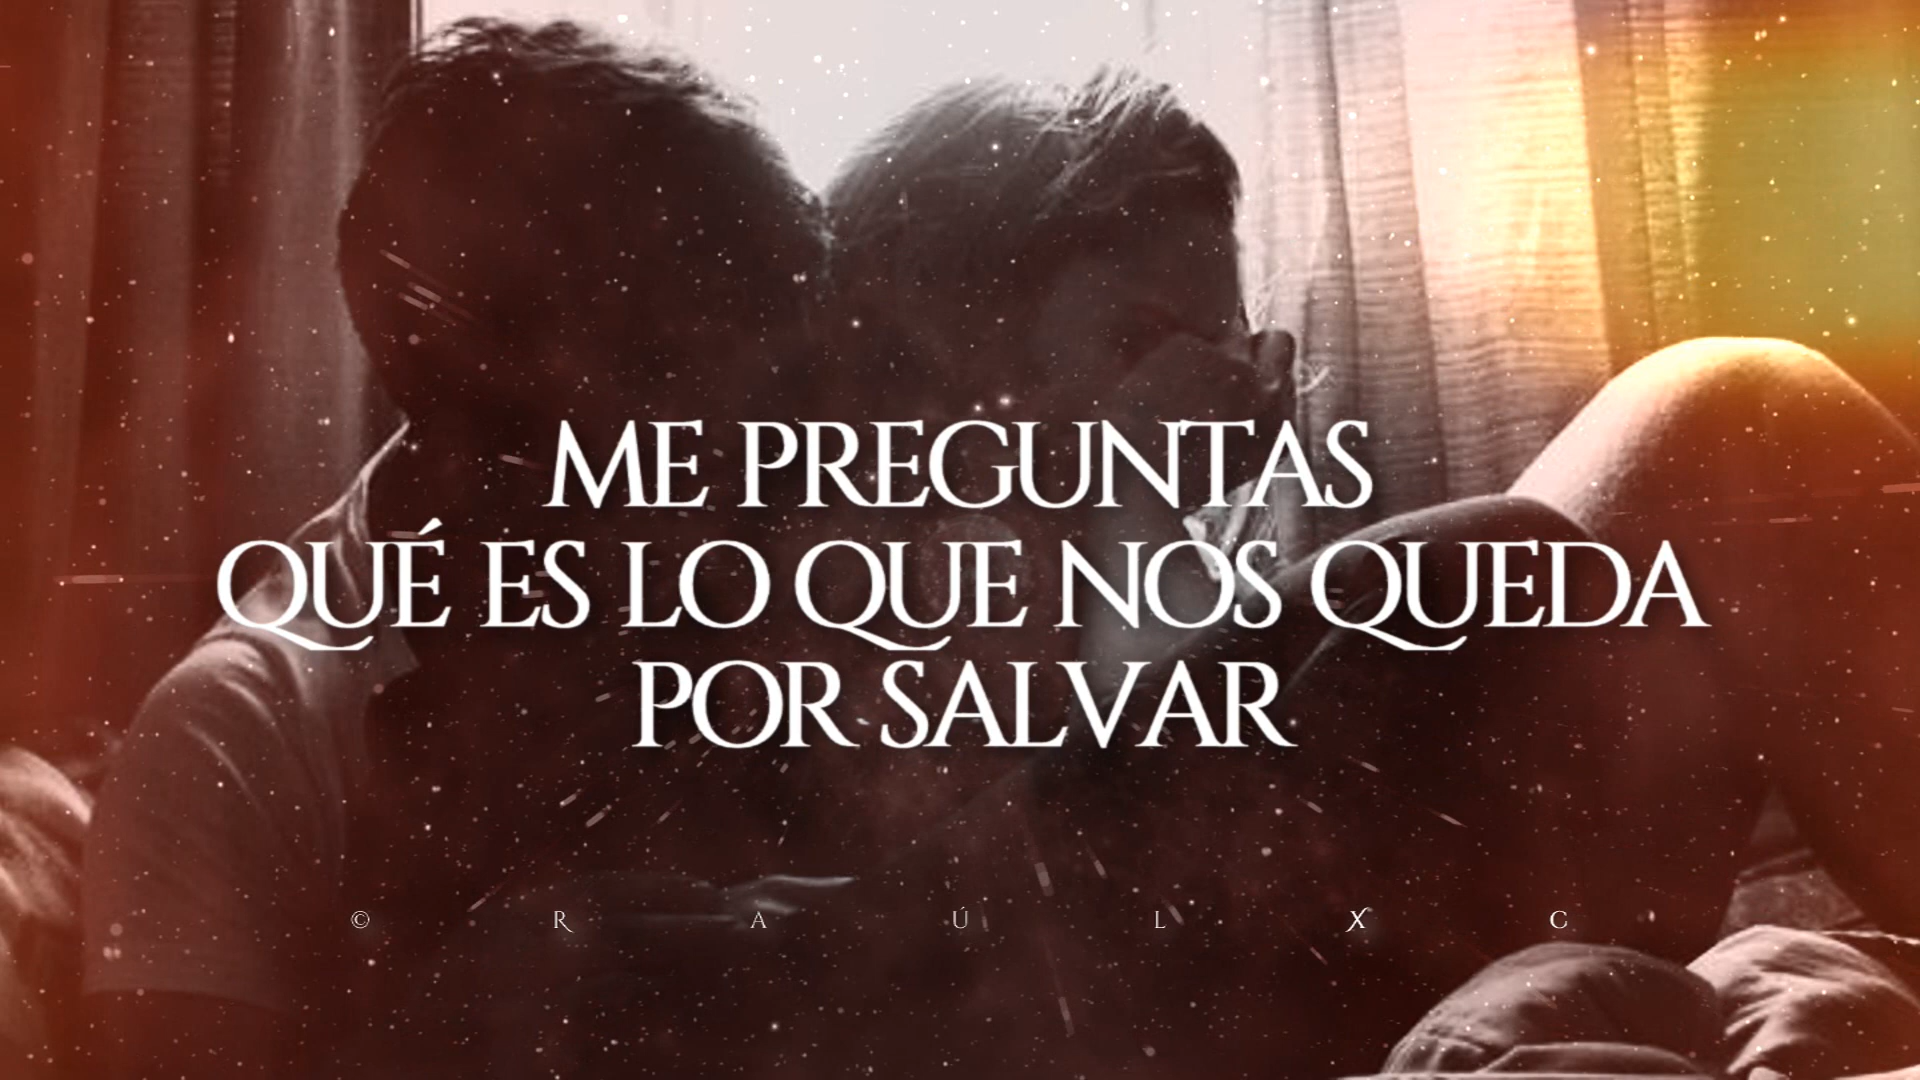 ME PREGUNTAS
QUÉ ES LO QUE NOS QUEDA
POR SALVAR
© R A Ú L X C